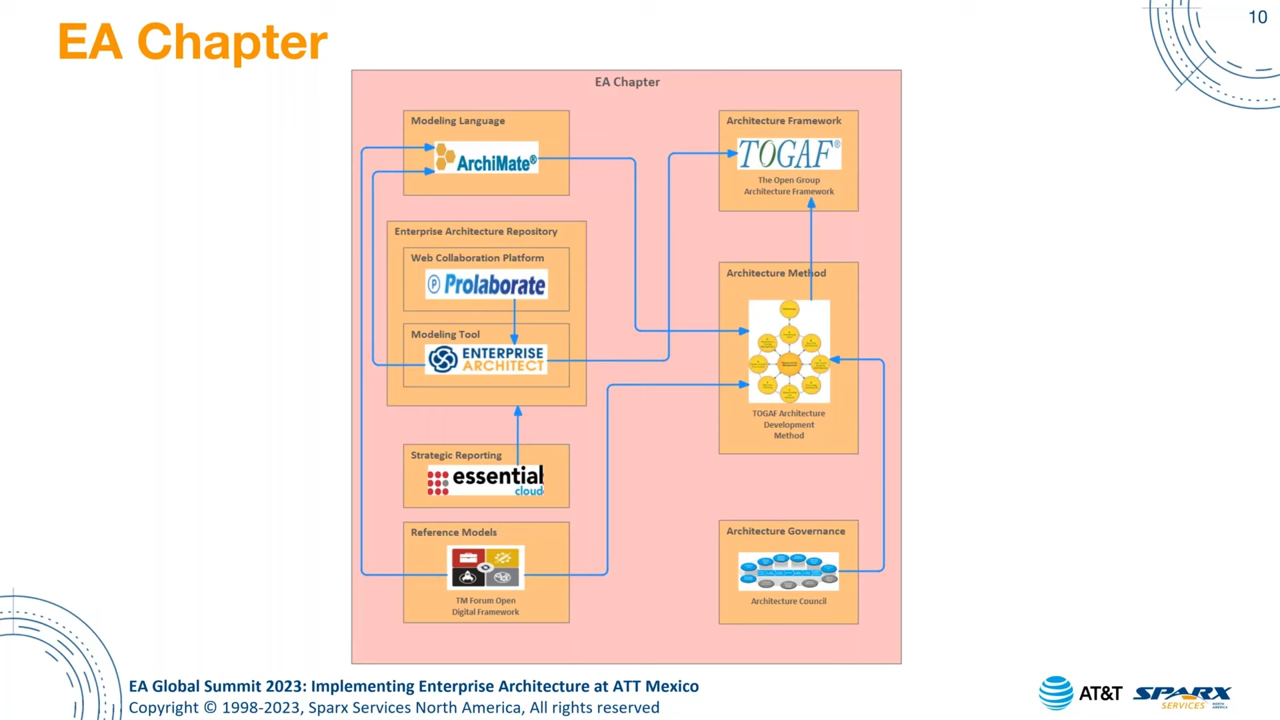 10
EA Chapter
EA Chapter
Modeling Language
ArchiMate®
Architecture Framework
TOGAF®
The Open Group
Architecture Framework
Enterprise Architecture Repository
Web Collaboration Platform
Prolaborate
Modeling Tool
ENTERPRISE
ARCHITECT
Architecture Method
TOGAF Architecture
Development
Method
Strategic Reporting
essential
cloud
Reference Models
TM Forum Open
Digital Framework
Architecture Governance
Architecture Council
EA Global Summit 2023: Implementing Enterprise Architecture at ATT Mexico
Copyright © 1998-2023, Sparx Services North America, All rights reserved
AT&T
SPARX
SERVICES
NORTH
AMERICA